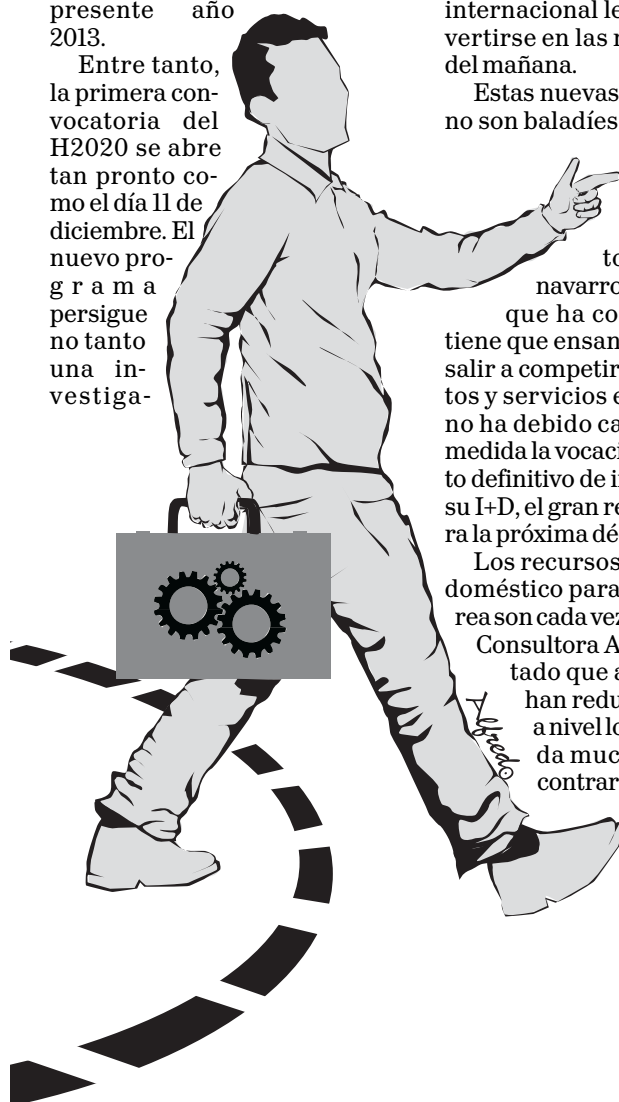 presente año
2013.
Entre tanto,
la primera con-
vocatoria del
H2020 se abre
tan pronto co-
mo el día 11 de
diciembre. El
nuevo pro-
grama
persigue
no tanto
una in-
vestiga-
internacional le
vertirse en las
del mañana.
Estas nuevas
no son baladíes
to
navarro
que ha co
tiene que ensan
salir a competir
tos y servicios e
no ha debido ca
medida la vocaci
to definitivo de
su I+D, el gran re
ra la próxima dé
Los recursos
doméstico para
rea son cada vez
Consultora A
tado que a
han redu
a nivel lo
da muc
contrar
Alfredo